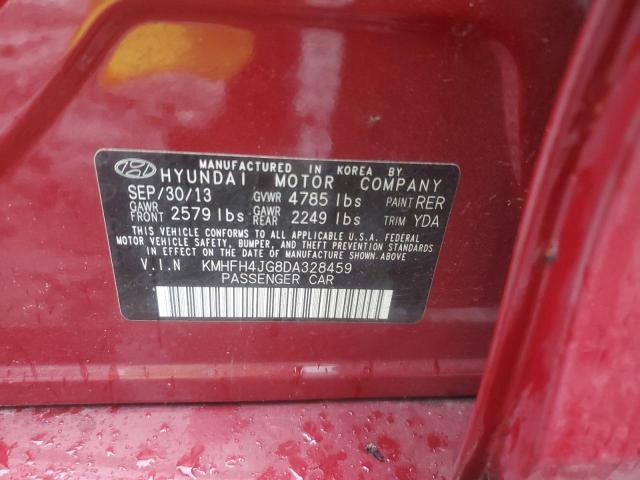 MANUFACTURED IN KOREA BY
HYUNDAI MOTOR COMPANY
SEP/30/13 GVWR 4785 lbs PAINT RER
GAWR FRONT 2579 lbs GAWR REAR 2249 lbs TRIM YDA
THIS VEHICLE CONFORMS TO ALL APPLICABLE U.S.A. FEDERAL
MOTOR VEHICLE SAFETY, BUMPER, AND THEFT PREVENTION STANDARDS
IN EFFECT ON THE DATE OF MANUFACTURE SHOWN ABOVE.
V.I.N KMHFH4JG8DA328459
PASSENGER CAR